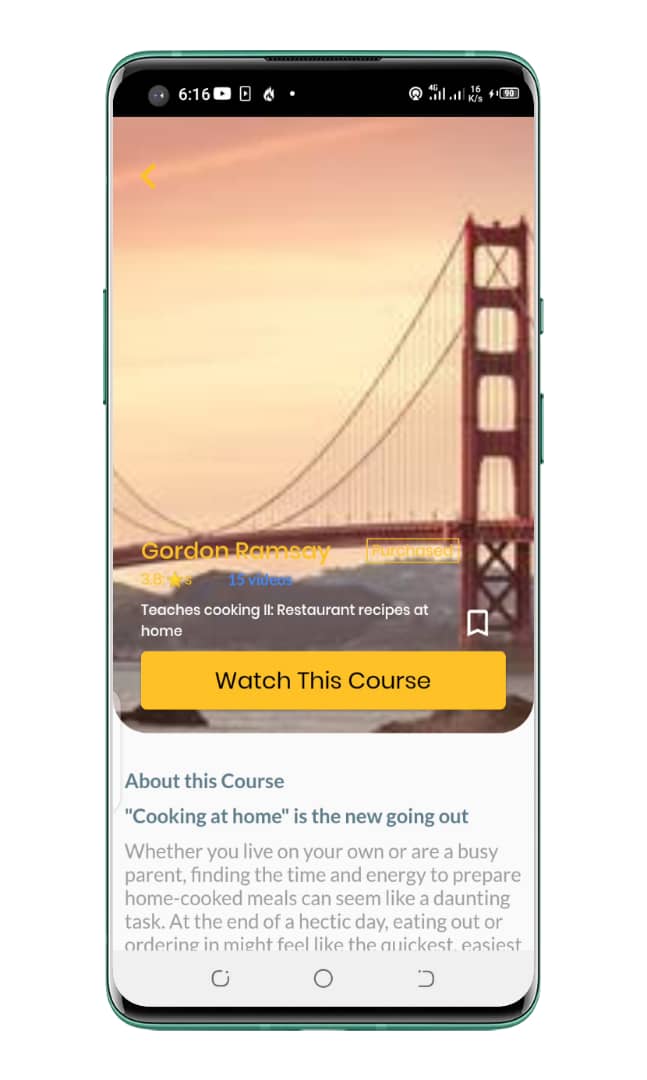 6:16
4G
16
K/s
90
Gordon Ramsay
Purchased
3.8 ★s 15 videos
Teaches cooking II: Restaurant recipes at
home
Watch This Course
About this Course
"Cooking at home" is the new going out
Whether you live on your own or are a busy
parent, finding the time and energy to prepare
home-cooked meals can seem like a daunting
task. At the end of a hectic day, eating out or
ordering in might feel like the quickest, easiest